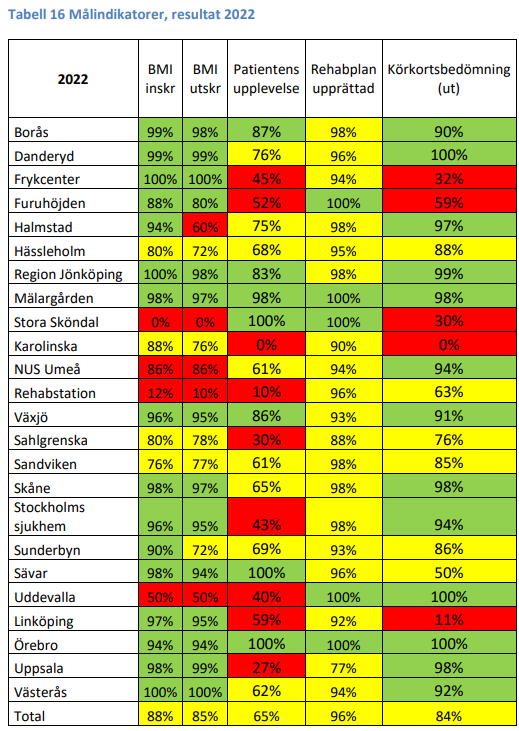 Tabell 16 Målindikatorer, resultat 2022
2022 BMI inskr BMI utskr Patientens upplevelse Rehabplan upprättad Körkortsbedömning (ut)
Borås 99% 98% 87% 98% 90%
Danderyd 99% 99% 76% 96% 100%
Frykcenter 100% 100% 45% 94% 32%
Furuhöjden 88% 80% 52% 100% 59%
Halmstad 94% 60% 75% 98% 97%
Hässleholm 80% 72% 68% 95% 88%
Region Jönköping 100% 98% 83% 98% 99%
Mälargården 98% 97% 98% 100% 98%
Stora Sköndal 0% 0% 100% 100% 30%
Karolinska 88% 76% 0% 90% 0%
NUS Umeå 86% 86% 61% 94% 94%
Rehabstation 12% 10% 10% 96% 63%
Växjö 96% 95% 86% 93% 91%
Sahlgrenska 80% 78% 30% 88% 76%
Sandviken 76% 77% 61% 98% 85%
Skåne 98% 97% 65% 98% 98%
Stockholms sjukhem 96% 95% 43% 98% 94%
Sunderbyn 90% 72% 69% 93% 86%
Sävar 98% 94% 100% 96% 50%
Uddevalla 50% 50% 40% 100% 100%
Linköping 97% 95% 59% 92% 11%
Örebro 94% 94% 100% 100% 100%
Uppsala 98% 99% 27% 77% 98%
Västerås 100% 100% 62% 94% 92%
Total 88% 85% 65% 96% 84%